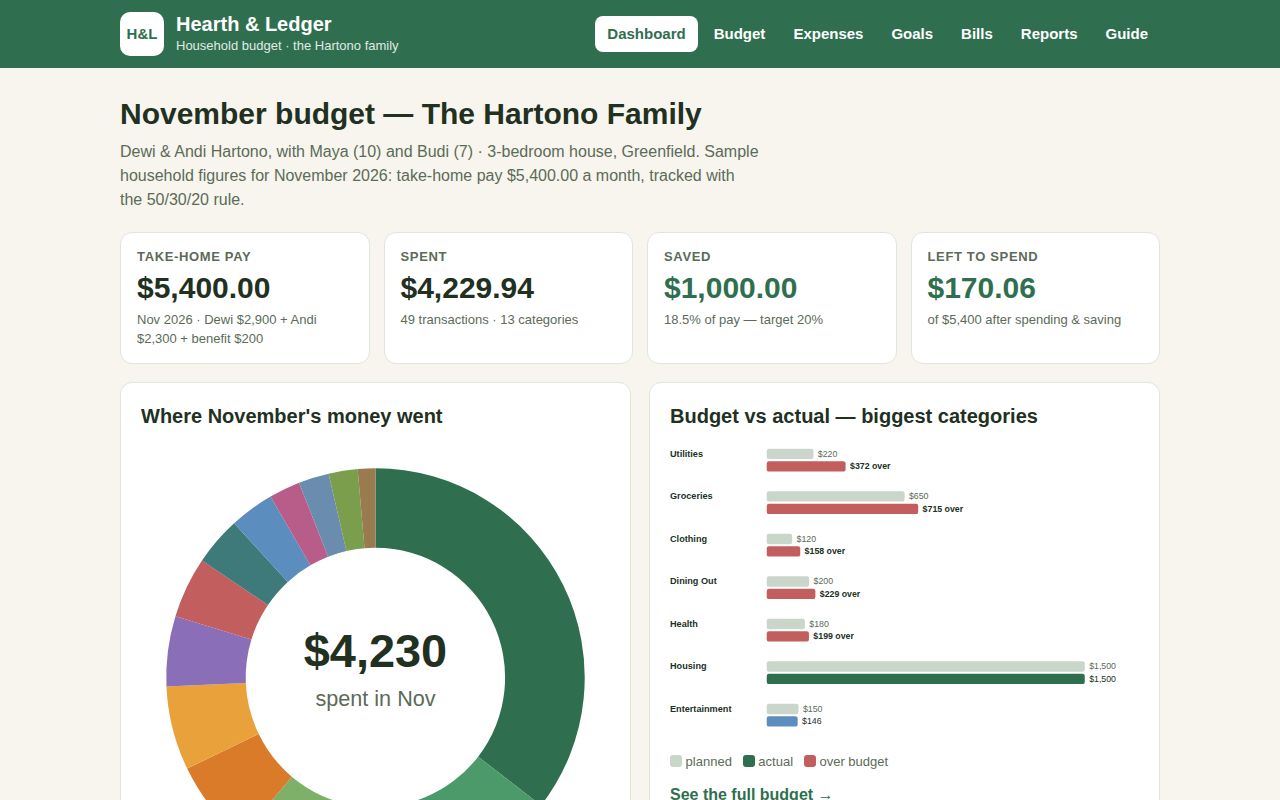 H&L
Hearth & Ledger
Household budget · the Hartono family
Dashboard
Budget
Expenses
Goals
Bills
Reports
Guide
November budget — The Hartono Family
Dewi & Andi Hartono, with Maya (10) and Budi (7) · 3-bedroom house, Greenfield. Sample
household figures for November 2026: take-home pay $5,400.00 a month, tracked with
the 50/30/20 rule.
TAKE-HOME PAY
$5,400.00
Nov 2026 · Dewi $2,900 + Andi
$2,300 + benefit $200
SPENT
$4,229.94
49 transactions · 13 categories
SAVED
$1,000.00
18.5% of pay — target 20%
LEFT TO SPEND
$170.06
of $5,400 after spending & saving
Where November's money went
$4,230
spent in Nov
Budget vs actual — biggest categories
Utilities
$220
$372 over
Groceries
$650
$715 over
Clothing
$120
$158 over
Dining Out
$200
$229 over
Health
$180
$199 over
Housing
$1,500
$1,500
Entertainment
$150
$146
planned
actual
over budget
See the full budget →